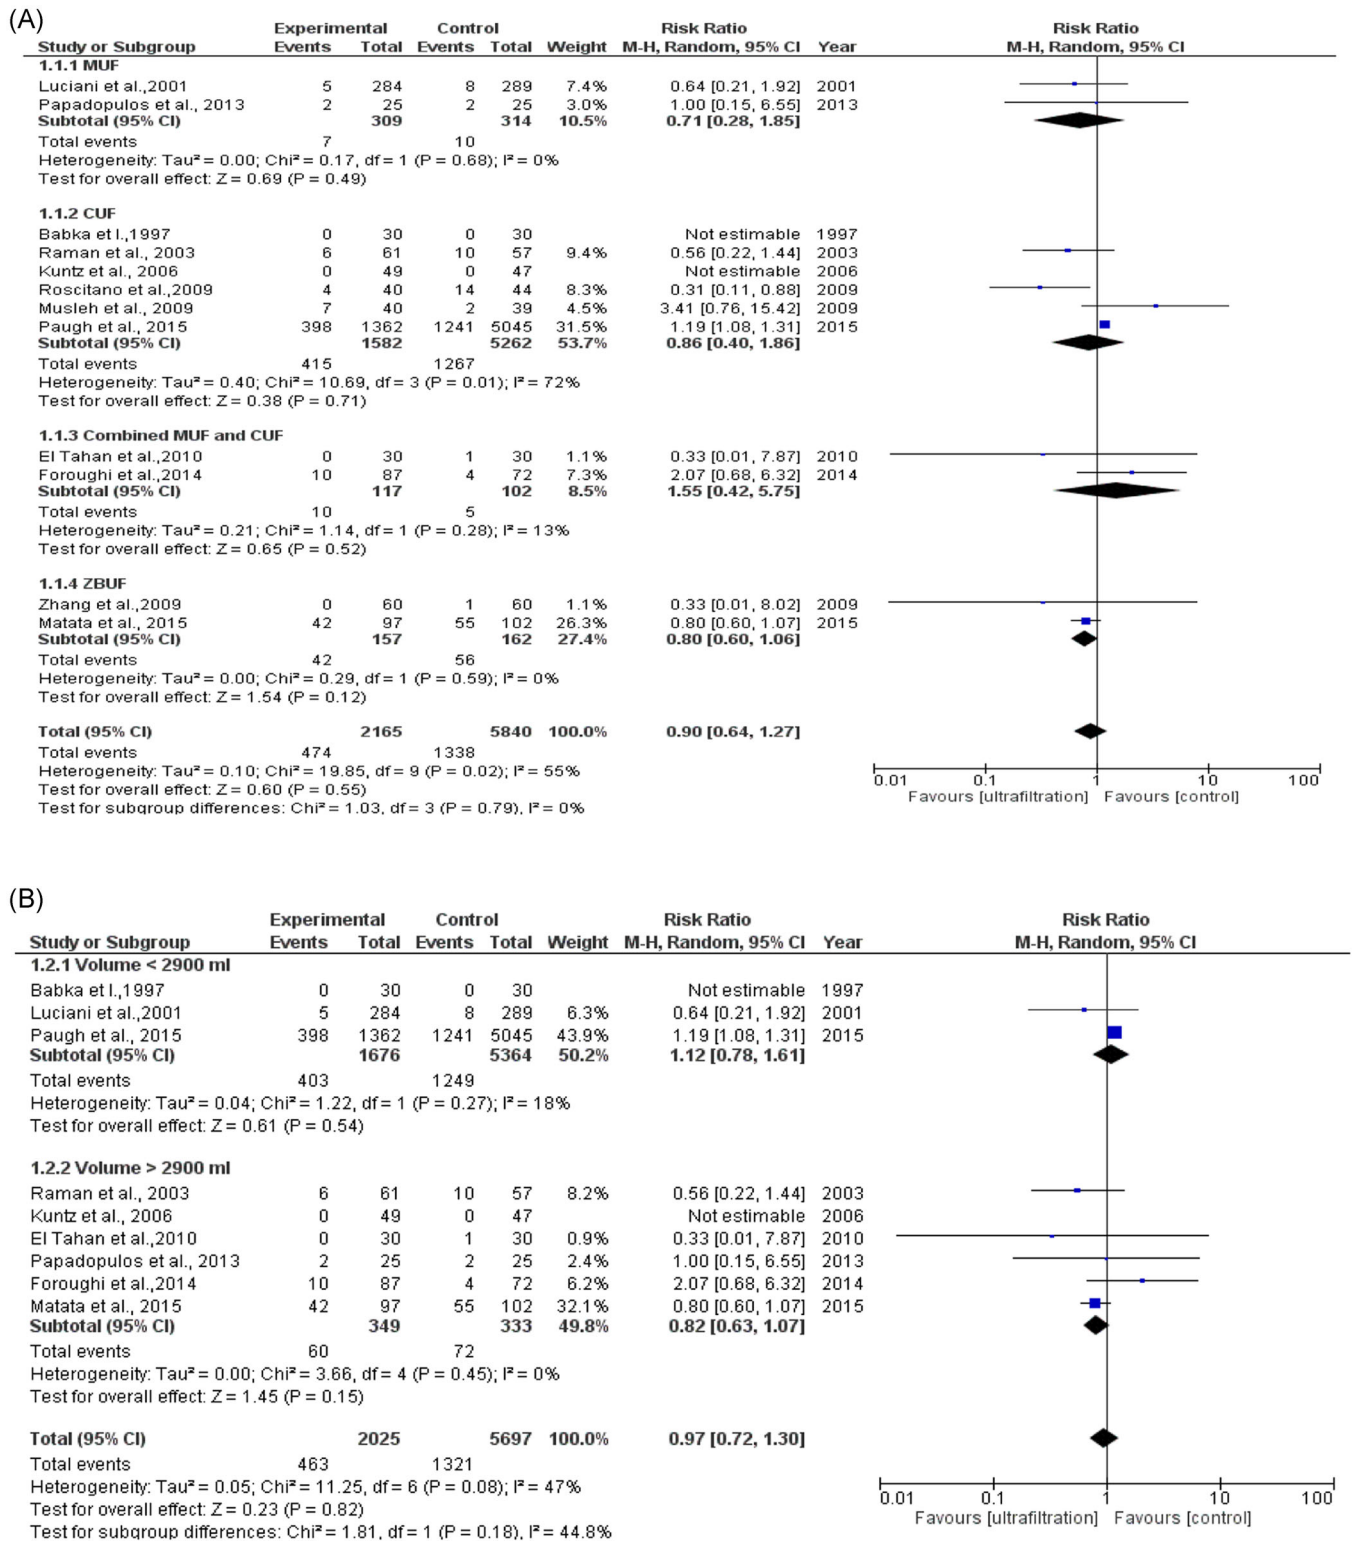 (A)
Experimental Control Risk Ratio Risk Ratio
Study or Subgroup Events Total Events Total Weight M-H, Random, 95% CI Year M-H, Random, 95% CI
1.1.1 MUF
Luciani et al.,2001 5 284 8 289 7.4% 0.64 [0.21, 1.92] 2001
Papadopulos et al., 2013 2 25 2 25 3.0% 1.00 [0.15, 6.55] 2013
Subtotal (95% CI) 309 314 10.5% 0.71 [0.28, 1.85]
Total events 7 10
Heterogeneity: Tau² = 0.00; Chi² = 0.17, df = 1 (P = 0.68); I² = 0%
Test for overall effect: Z = 0.69 (P = 0.49)
1.1.2 CUF
Babka et l.,1997 0 30 0 30 Not estimable 1997
Raman et al., 2003 6 61 10 57 9.4% 0.56 [0.22, 1.44] 2003
Kuntz et al., 2006 0 49 0 47 Not estimable 2006
Roscitano et al.,2009 4 40 14 44 8.3% 0.31 [0.11, 0.88] 2009
Musleh et al., 2009 7 40 2 39 4.5% 3.41 [0.76, 15.42] 2009
Paugh et al., 2015 398 1362 1241 5045 31.5% 1.19 [1.08, 1.31] 2015
Subtotal (95% CI) 1582 5262 53.7% 0.86 [0.40, 1.86]
Total events 415 1267
Heterogeneity: Tau² = 0.40; Chi² = 10.69, df = 3 (P = 0.01); I² = 72%
Test for overall effect: Z = 0.38 (P = 0.71)
1.1.3 Combined MUF and CUF
El Tahan et al.,2010 0 30 1 30 1.1% 0.33 [0.01, 7.87] 2010
Foroughi et al.,2014 10 87 4 72 7.3% 2.07 [0.68, 6.32] 2014
Subtotal (95% CI) 117 102 8.5% 1.55 [0.42, 5.75]
Total events 10 5
Heterogeneity: Tau² = 0.21; Chi² = 1.14, df = 1 (P = 0.28); I² = 13%
Test for overall effect: Z = 0.65 (P = 0.52)
1.1.4 ZBUF
Zhang et al.,2009 0 60 1 60 1.1% 0.33 [0.01, 8.02] 2009
Matata et al., 2015 42 97 55 102 26.3% 0.80 [0.60, 1.07] 2015
Subtotal (95% CI) 157 162 27.4% 0.80 [0.60, 1.06]
Total events 42 56
Heterogeneity: Tau² = 0.00; Chi² = 0.29, df = 1 (P = 0.59); I² = 0%
Test for overall effect: Z = 1.54 (P = 0.12)
Total (95% CI) 2165 5840 100.0% 0.90 [0.64, 1.27]
Total events 474 1338
Heterogeneity: Tau² = 0.10; Chi² = 19.85, df = 9 (P = 0.02); I² = 55%
Test for overall effect: Z = 0.60 (P = 0.55)
Test for subgroup differences: Chi² = 1.03, df = 3 (P = 0.79), I² = 0%
0.01 0.1 1 10 100
Favours [ultrafiltration] Favours [control]
(B)
Experimental Control Risk Ratio Risk Ratio
Study or Subgroup Events Total Events Total Weight M-H, Random, 95% CI Year M-H, Random, 95% CI
1.2.1 Volume < 2900 ml
Babka et l.,1997 0 30 0 30 Not estimable 1997
Luciani et al.,2001 5 284 8 289 6.3% 0.64 [0.21, 1.92] 2001
Paugh et al., 2015 398 1362 1241 5045 43.9% 1.19 [1.08, 1.31] 2015
Subtotal (95% CI) 1676 5364 50.2% 1.12 [0.78, 1.61]
Total events 403 1249
Heterogeneity: Tau² = 0.04; Chi² = 1.22, df = 1 (P = 0.27); I² = 18%
Test for overall effect: Z = 0.61 (P = 0.54)
1.2.2 Volume > 2900 ml
Raman et al., 2003 6 61 10 57 8.2% 0.56 [0.22, 1.44] 2003
Kuntz et al., 2006 0 49 0 47 Not estimable 2006
El Tahan et al.,2010 0 30 1 30 0.9% 0.33 [0.01, 7.87] 2010
Papadopulos et al., 2013 2 25 2 25 2.4% 1.00 [0.15, 6.55] 2013
Foroughi et al.,2014 10 87 4 72 6.2% 2.07 [0.68, 6.32] 2014
Matata et al., 2015 42 97 55 102 32.1% 0.80 [0.60, 1.07] 2015
Subtotal (95% CI) 349 333 49.8% 0.82 [0.63, 1.07]
Total events 60 72
Heterogeneity: Tau² = 0.00; Chi² = 3.66, df = 4 (P = 0.45); I² = 0%
Test for overall effect: Z = 1.45 (P = 0.15)
Total (95% CI) 2025 5697 100.0% 0.97 [0.72, 1.30]
Total events 463 1321
Heterogeneity: Tau² = 0.05; Chi² = 11.25, df = 6 (P = 0.08); I² = 47%
Test for overall effect: Z = 0.23 (P = 0.82)
Test for subgroup differences: Chi² = 1.81, df = 1 (P = 0.18), I² = 44.8%
0.01 0.1 1 10 100
Favours [ultrafiltration] Favours [control]